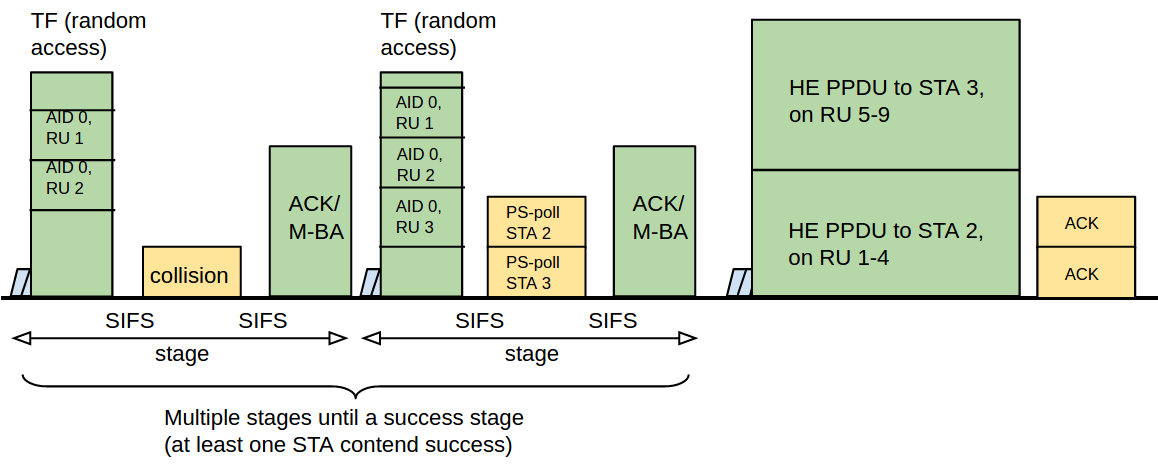 TF (random
access)
AID 0,
RU 1
AID 0,
RU 2
collision
ACK/
M-BA
TF (random
access)
AID 0,
RU 1
AID 0,
RU 2
AID 0,
RU 3
PS-poll
STA 2
PS-poll
STA 3
ACK/
M-BA
HE PPDU to STA 3,
on RU 5-9
HE PPDU to STA 2,
on RU 1-4
ACK
ACK
SIFS
SIFS
SIFS
SIFS
stage
stage
Multiple stages until a success stage
(at least one STA contend success)